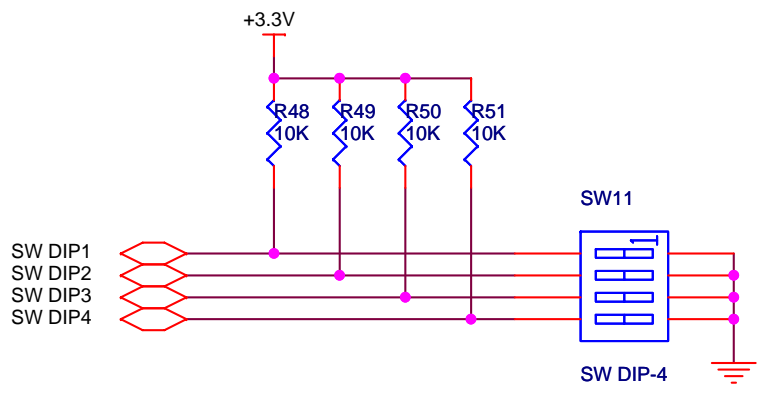 +3.3V
R48 R49 R50 R51
10K 10K 10K 10K
SW11
1
SW DIP1
SW DIP2
SW DIP3
SW DIP4
SW DIP-4